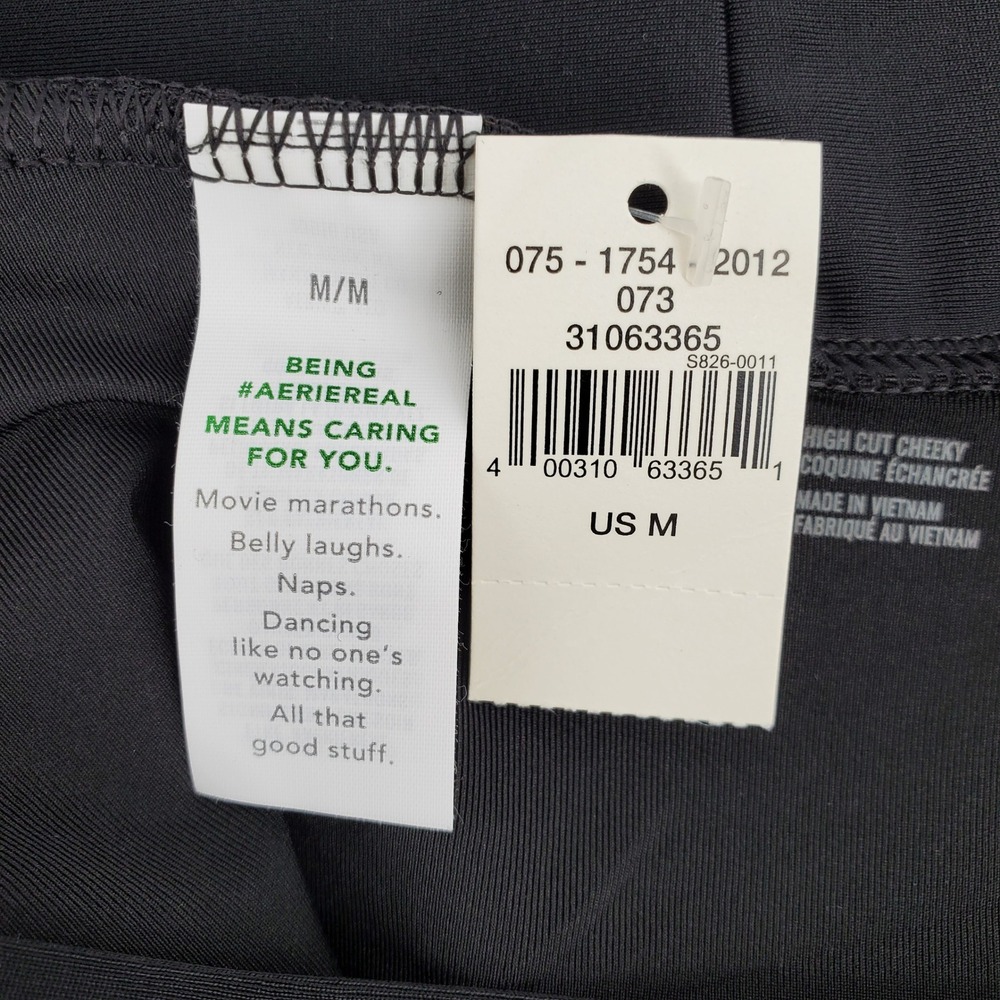 M/M
BEING
#AERIEREAL
MEANS CARING
FOR YOU.
Movie marathons.
Belly laughs.
Naps.
Dancing
like no one's
watching.
All that
good stuff.
075 - 1754 - 2012
073
31063365
S826-0011
4 00310 63365 1
US M
HIGH CUT CHEEKY
COQUINE ÉCHANCRÉE
MADE IN VIETNAM
FABRIQUÉ AU VIETNAM